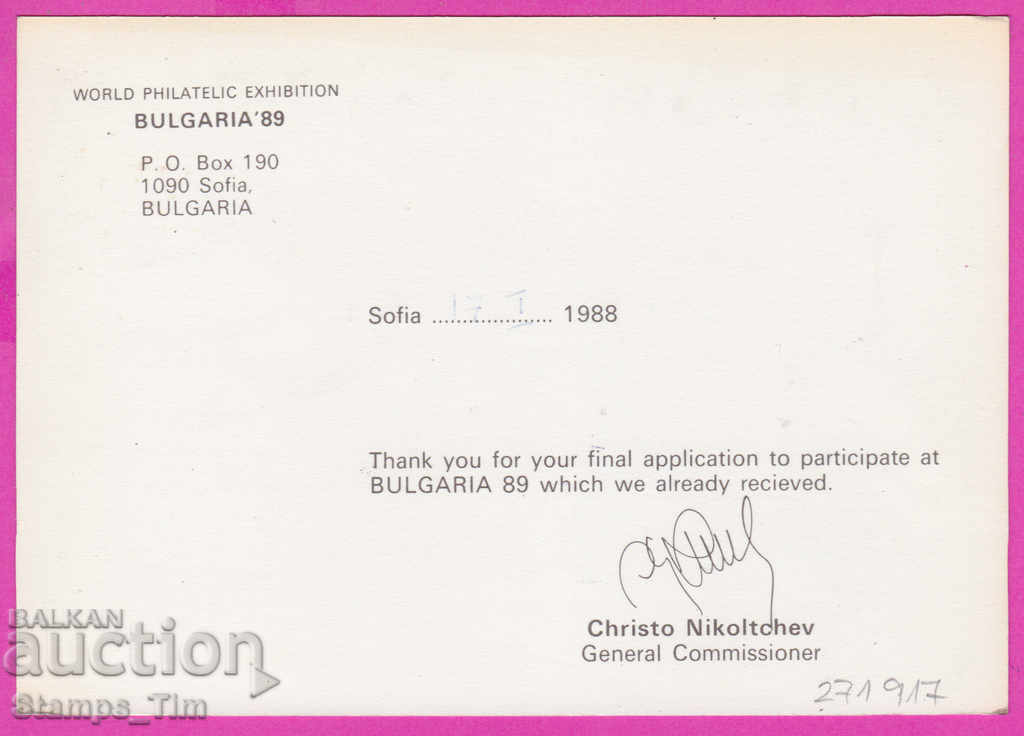 WORLD PHILATELIC EXHIBITION
BULGARIA'89
P. O. Box 190
1090 Sofia,
BULGARIA
Sofia 17 I 1988
Thank you for your final application to participate at
BULGARIA 89 which we already recieved.
Christo Nikoltchev
General Commissioner
271917
BALKAN
auction
Stamps_Tim